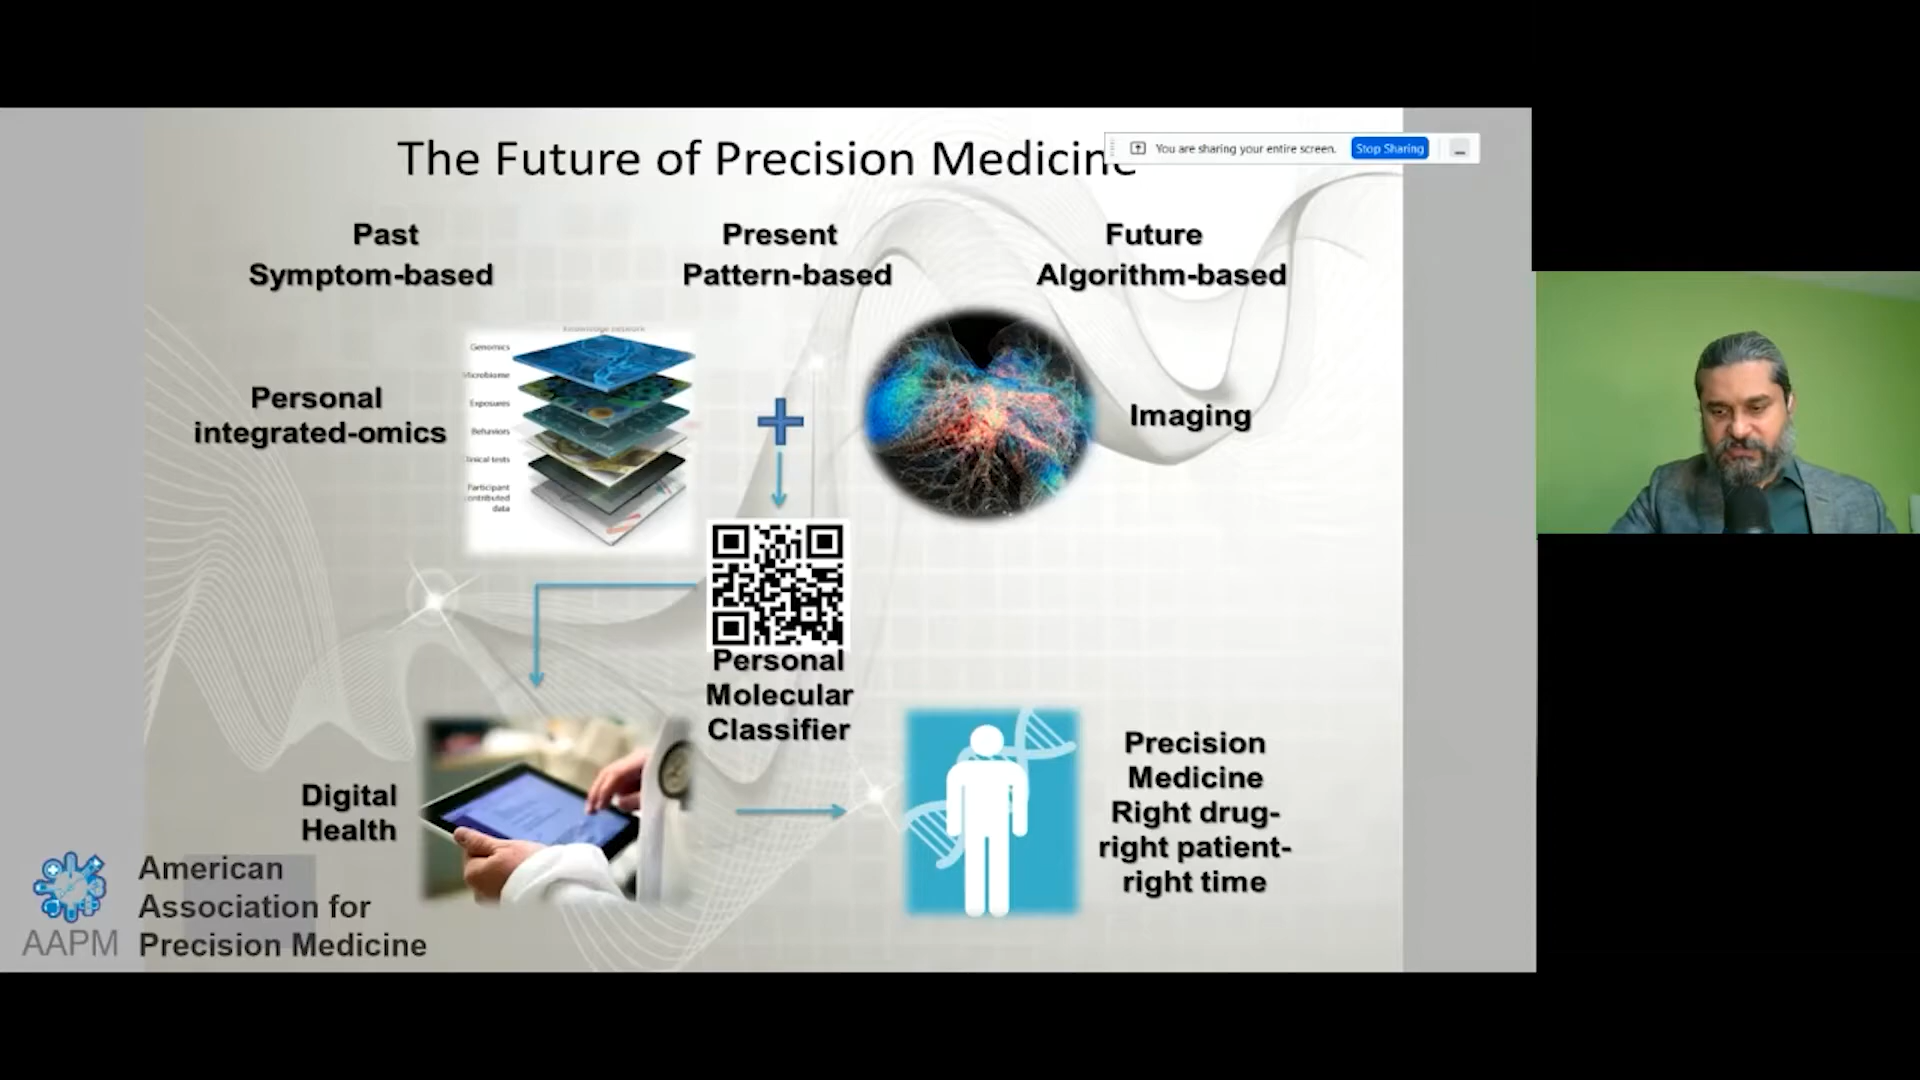 The Future of Precision Medicine
You are sharing your entire screen.
Stop Sharing
Past
Symptom-based
Present
Pattern-based
Future
Algorithm-based
Personal
integrated-omics
Genomics
Microbiome
Exposures
Behaviors
linical tests
Participant
ontributed
data
Imaging
Personal
Molecular
Classifier
Digital
Health
Precision
Medicine
Right drug-
right patient-
right time
AAPM
American
Association for
Precision Medicine